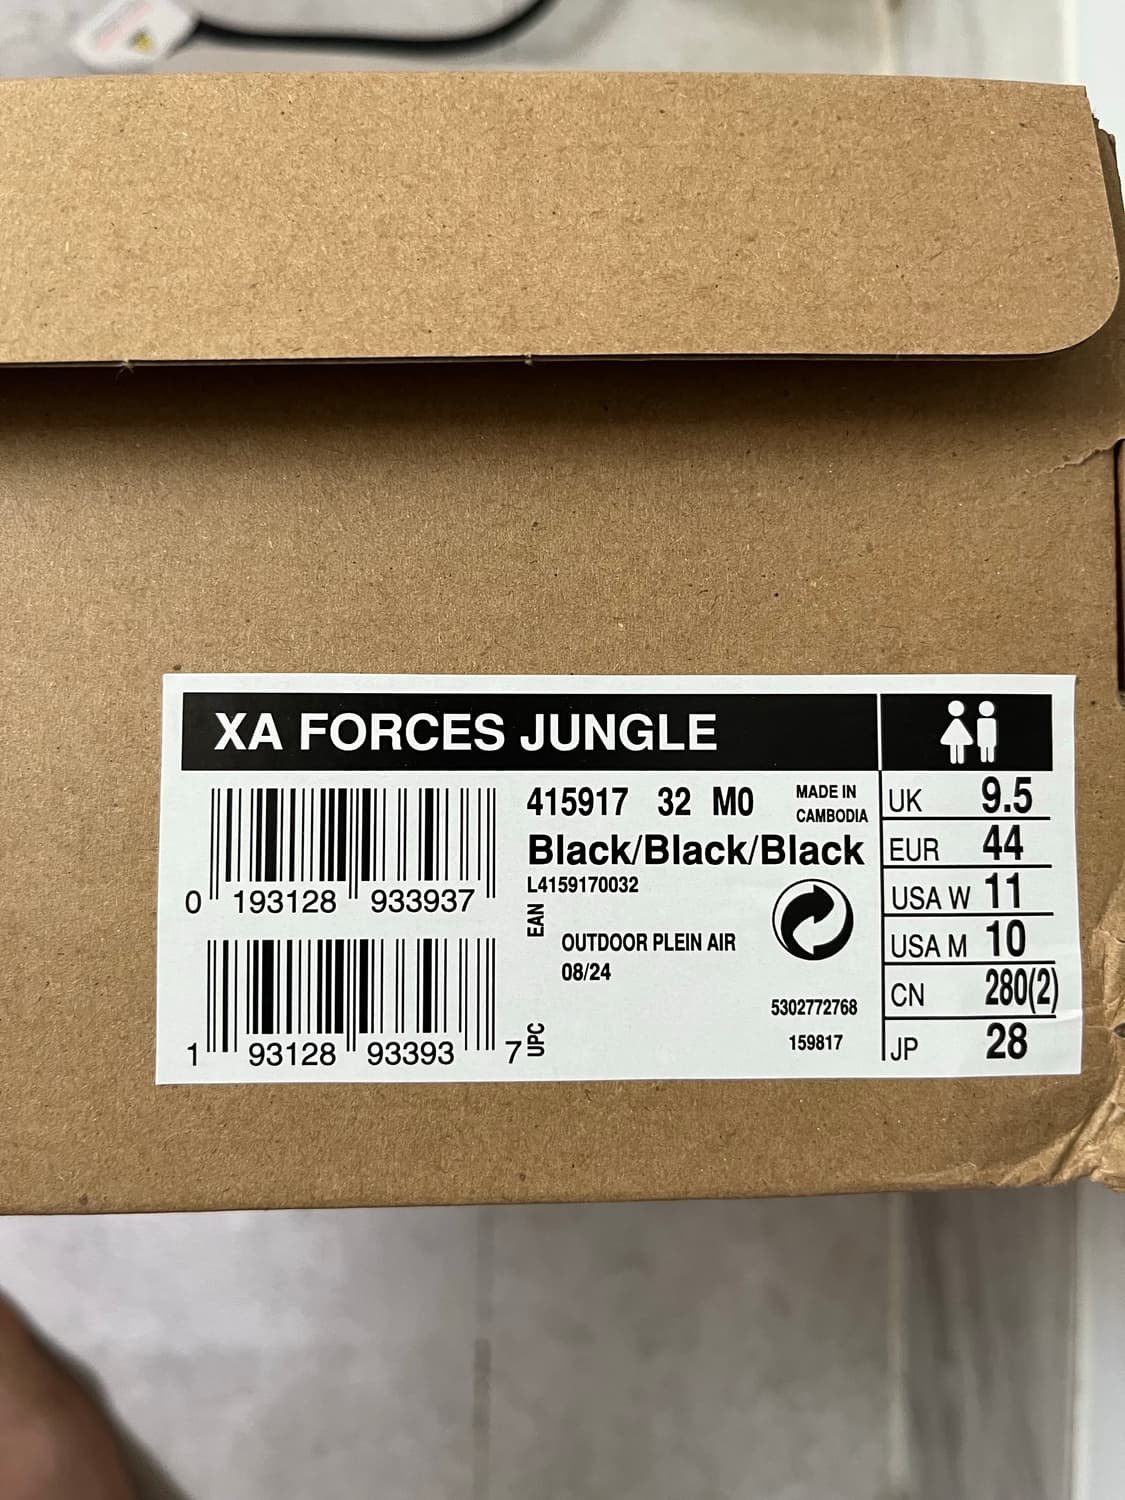 XA FORCES JUNGLE
0 193128 933937
EAN
1 93128 93393 7
UPC
415917 32 M0
MADE IN
CAMBODIA
Black/Black/Black
L4159170032
OUTDOOR PLEIN AIR
08/24
5302772768
159817
UK 9.5
EUR 44
USA W 11
USA M 10
CN 280(2)
JP 28